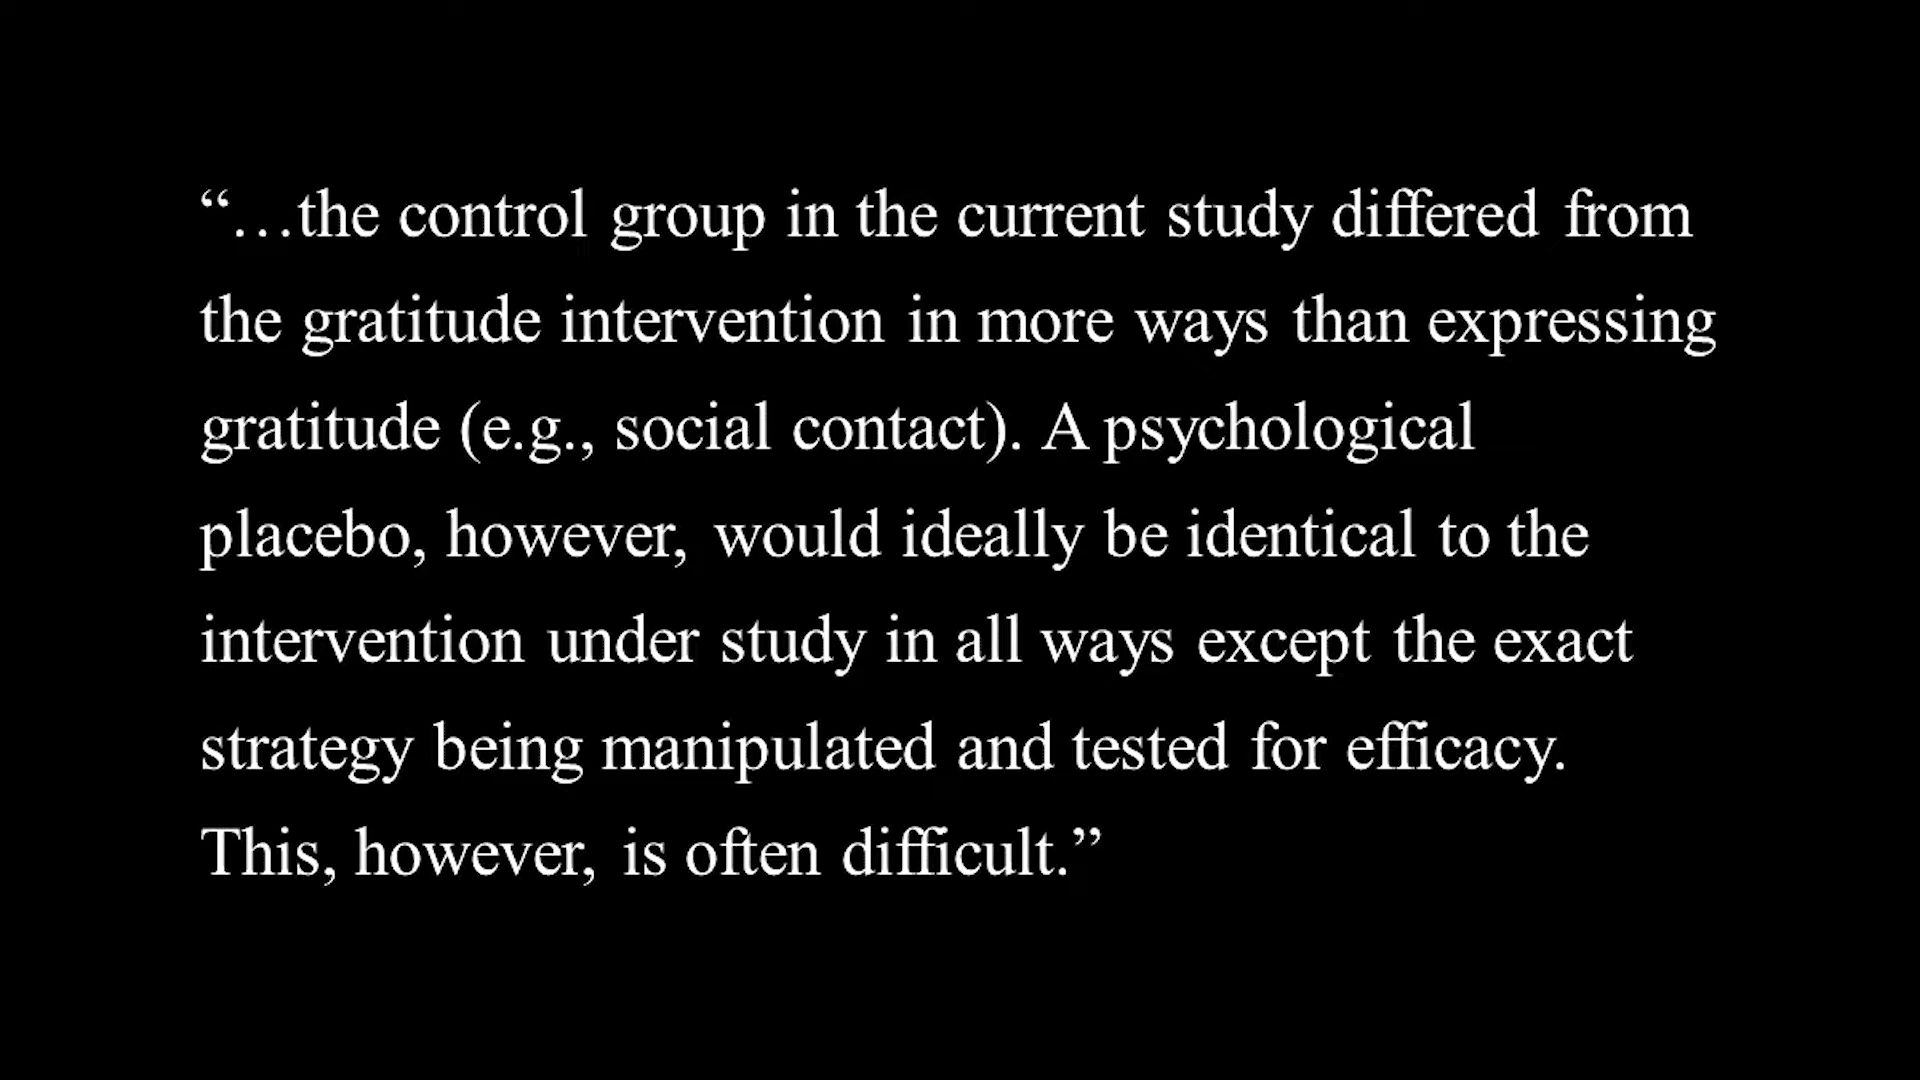 “…the control group in the current study differed from
the gratitude intervention in more ways than expressing
gratitude (e.g., social contact). A psychological
placebo, however, would ideally be identical to the
intervention under study in all ways except the exact
strategy being manipulated and tested for efficacy.
This, however, is often difficult.”